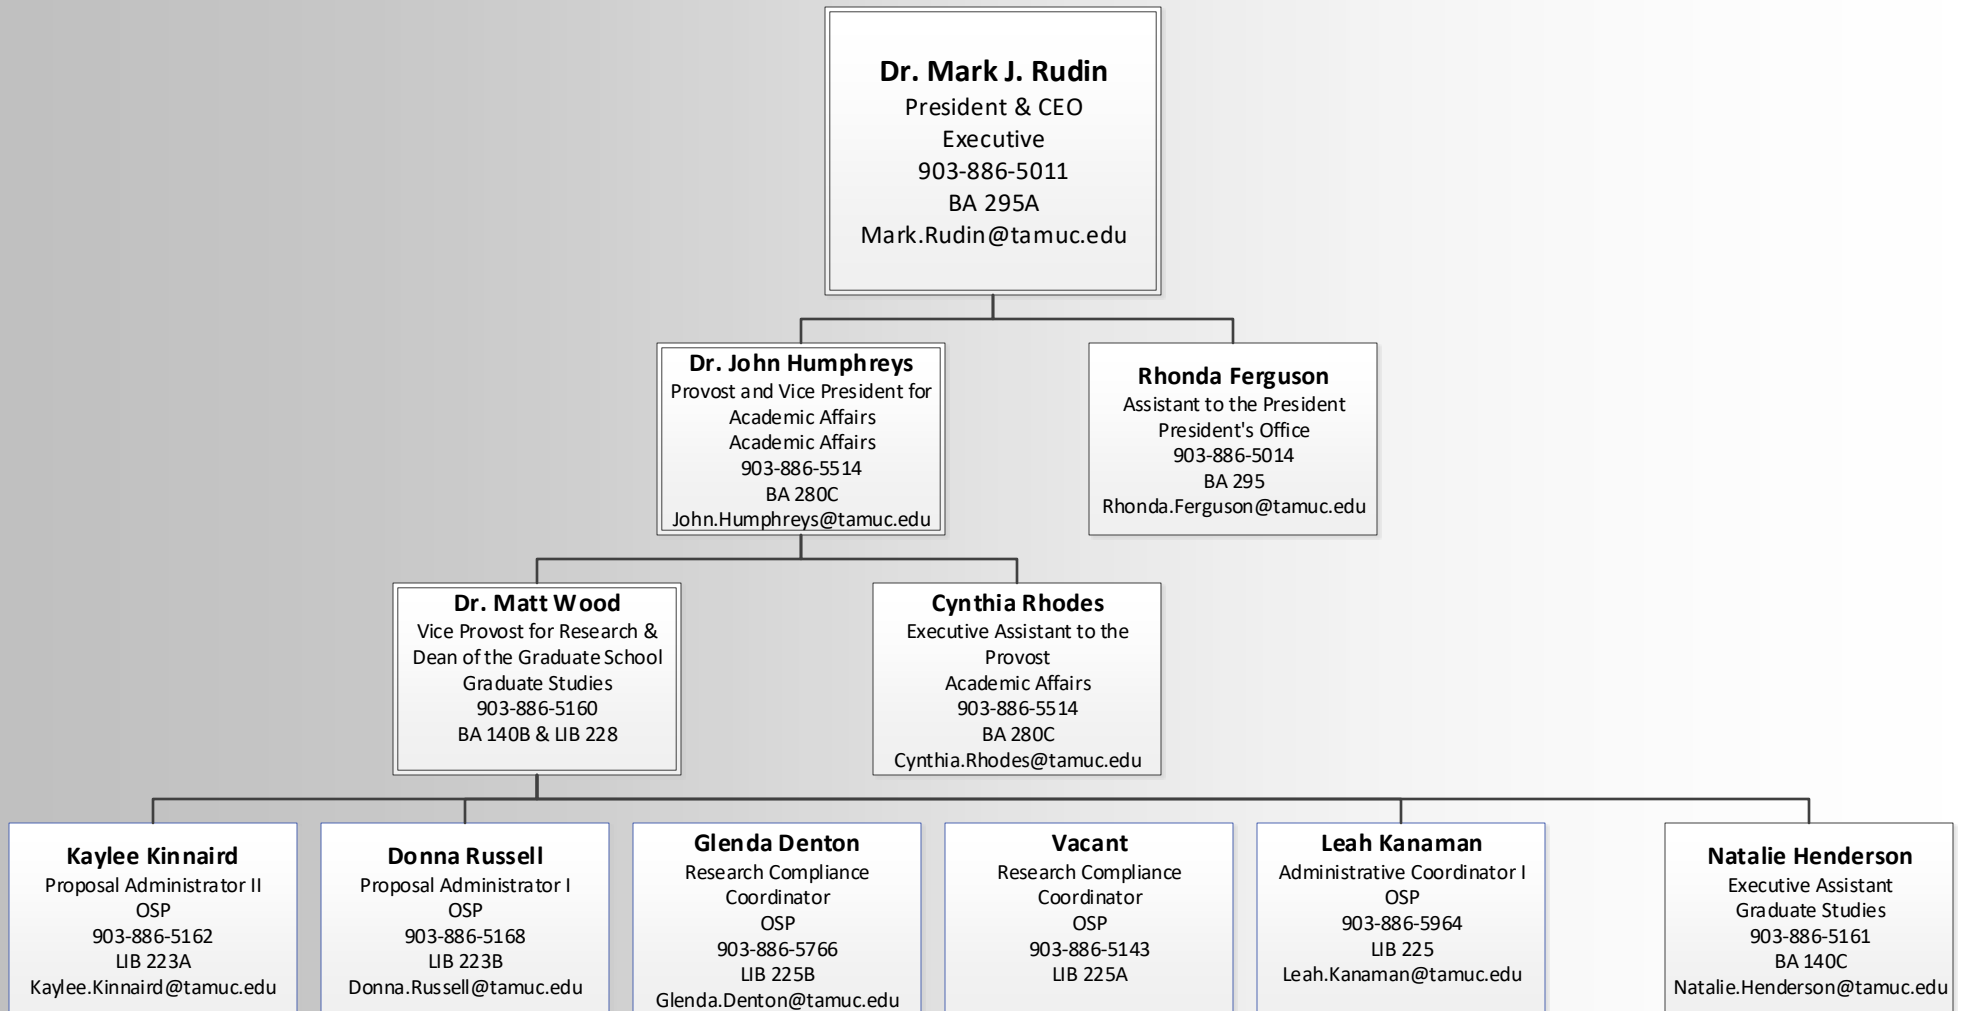 Dr. Mark J. Rudin
President & CEO
Executive
903-886-5011
BA 295A
Mark.Rudin@tamuc.edu
Dr. John Humphreys
Provost and Vice President for
Academic Affairs
Academic Affairs
903-886-5514
BA 280C
John.Humphreys@tamuc.edu
Rhonda Ferguson
Assistant to the President
President's Office
903-886-5014
BA 295
Rhonda.Ferguson@tamuc.edu
Dr. Matt Wood
Vice Provost for Research &
Dean of the Graduate School
Graduate Studies
903-886-5160
BA 140B & LIB 228
Cynthia Rhodes
Executive Assistant to the
Provost
Academic Affairs
903-886-5514
BA 280C
Cynthia.Rhodes@tamuc.edu
Kaylee Kinnaird
Proposal Administrator II
OSP
903-886-5162
LIB 223A
Kaylee.Kinnaird@tamuc.edu
Donna Russell
Proposal Administrator I
OSP
903-886-5168
LIB 223B
Donna.Russell@tamuc.edu
Glenda Denton
Research Compliance
Coordinator
OSP
903-886-5766
LIB 225B
Glenda.Denton@tamuc.edu
Vacant
Research Compliance
Coordinator
OSP
903-886-5143
LIB 225A
Leah Kanaman
Administrative Coordinator I
OSP
903-886-5964
LIB 225
Leah.Kanaman@tamuc.edu
Natalie Henderson
Executive Assistant
Graduate Studies
903-886-5161
BA 140C
Natalie.Henderson@tamuc.edu